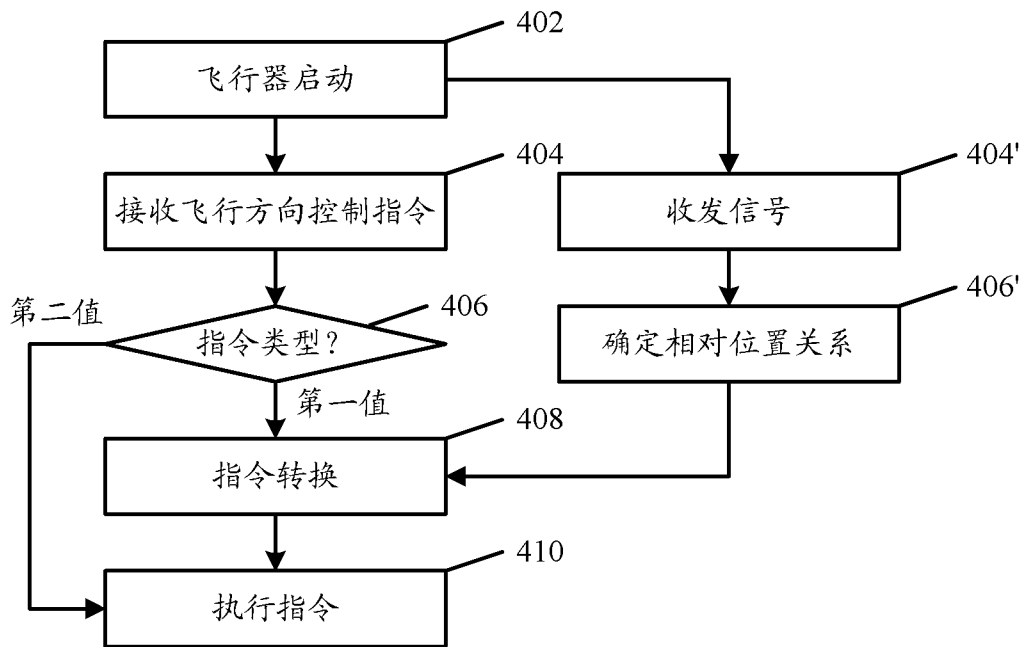 402
飞行器启动
404
404'
接收飞行方向控制指令
收发信号
第二值
406
406'
指令类型?
确定相对位置关系
第一值
408
指令转换
410
执行指令